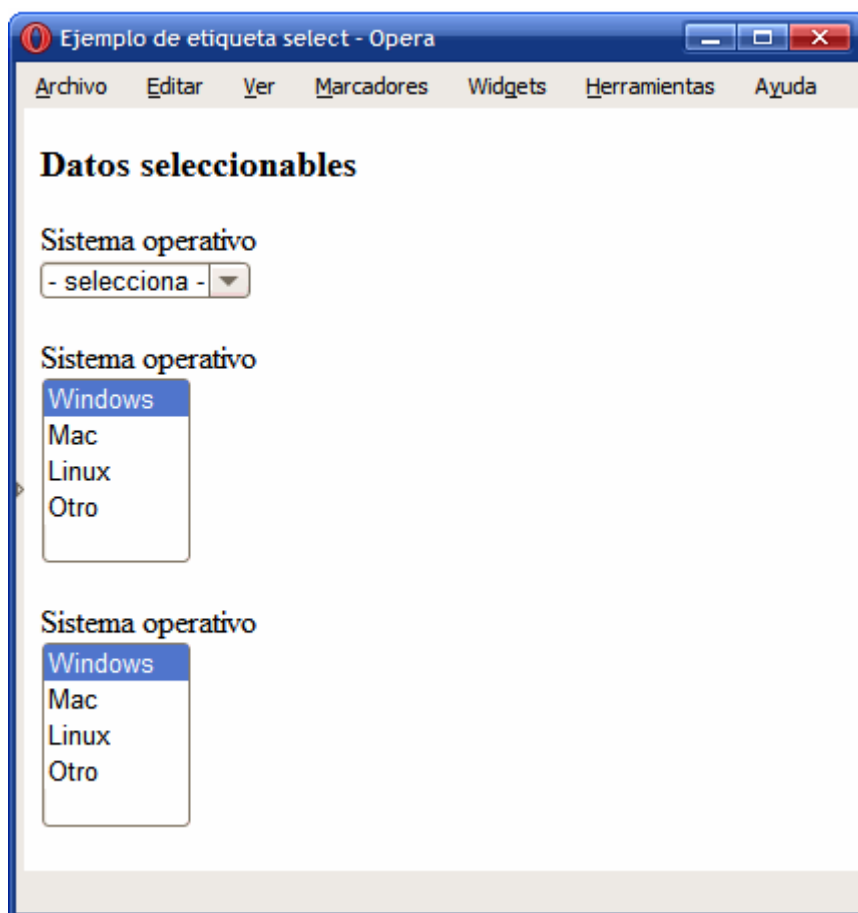 Ejemplo de etiqueta select - Opera
Archivo Editar Ver Marcadores Widgets Herramientas Ayuda
Datos seleccionables
Sistema operativo
- selecciona -
Sistema operativo
Windows
Mac
Linux
Otro
Sistema operativo
Windows
Mac
Linux
Otro